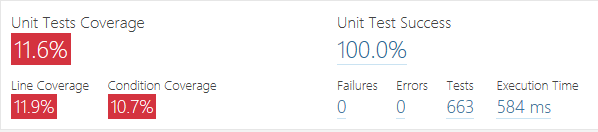 Unit Tests Coverage
11.6%
Line Coverage Condition Coverage
11.9% 10.7%
Unit Test Success
100.0%
Failures Errors Tests Execution Time
0 0 663 584 ms